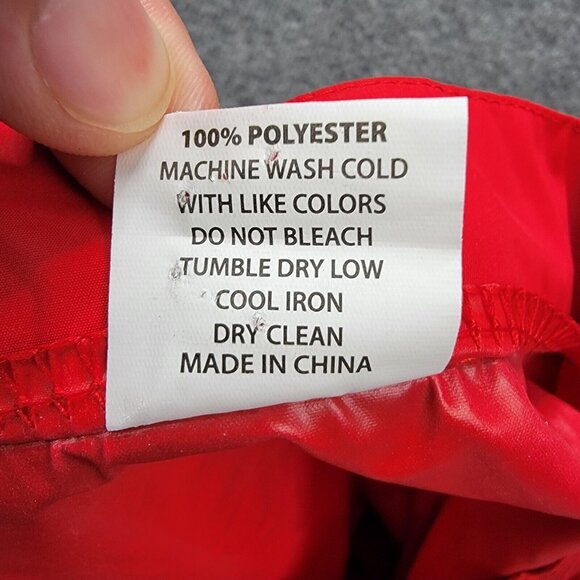 100% POLYESTER
MACHINE WASH COLD
WITH LIKE COLORS
DO NOT BLEACH
TUMBLE DRY LOW
COOL IRON
DRY CLEAN
MADE IN CHINA